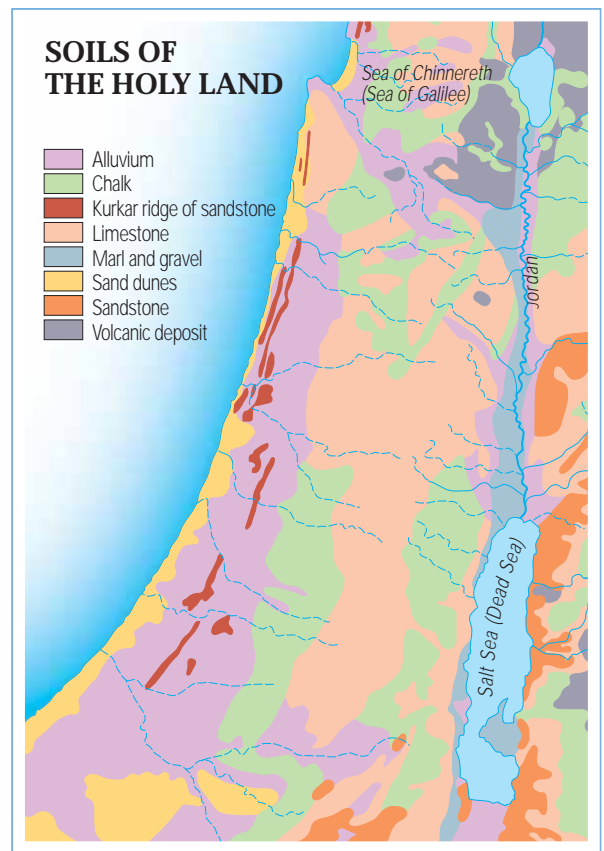 SOILS OF
THE HOLY LAND
Sea of Chinnereth
(Sea of Galilee)
Alluvium
Chalk
Kurkar ridge of sandstone
Limestone
Marl and gravel
Sand dunes
Sandstone
Volcanic deposit
Jordan
Salt Sea (Dead Sea)